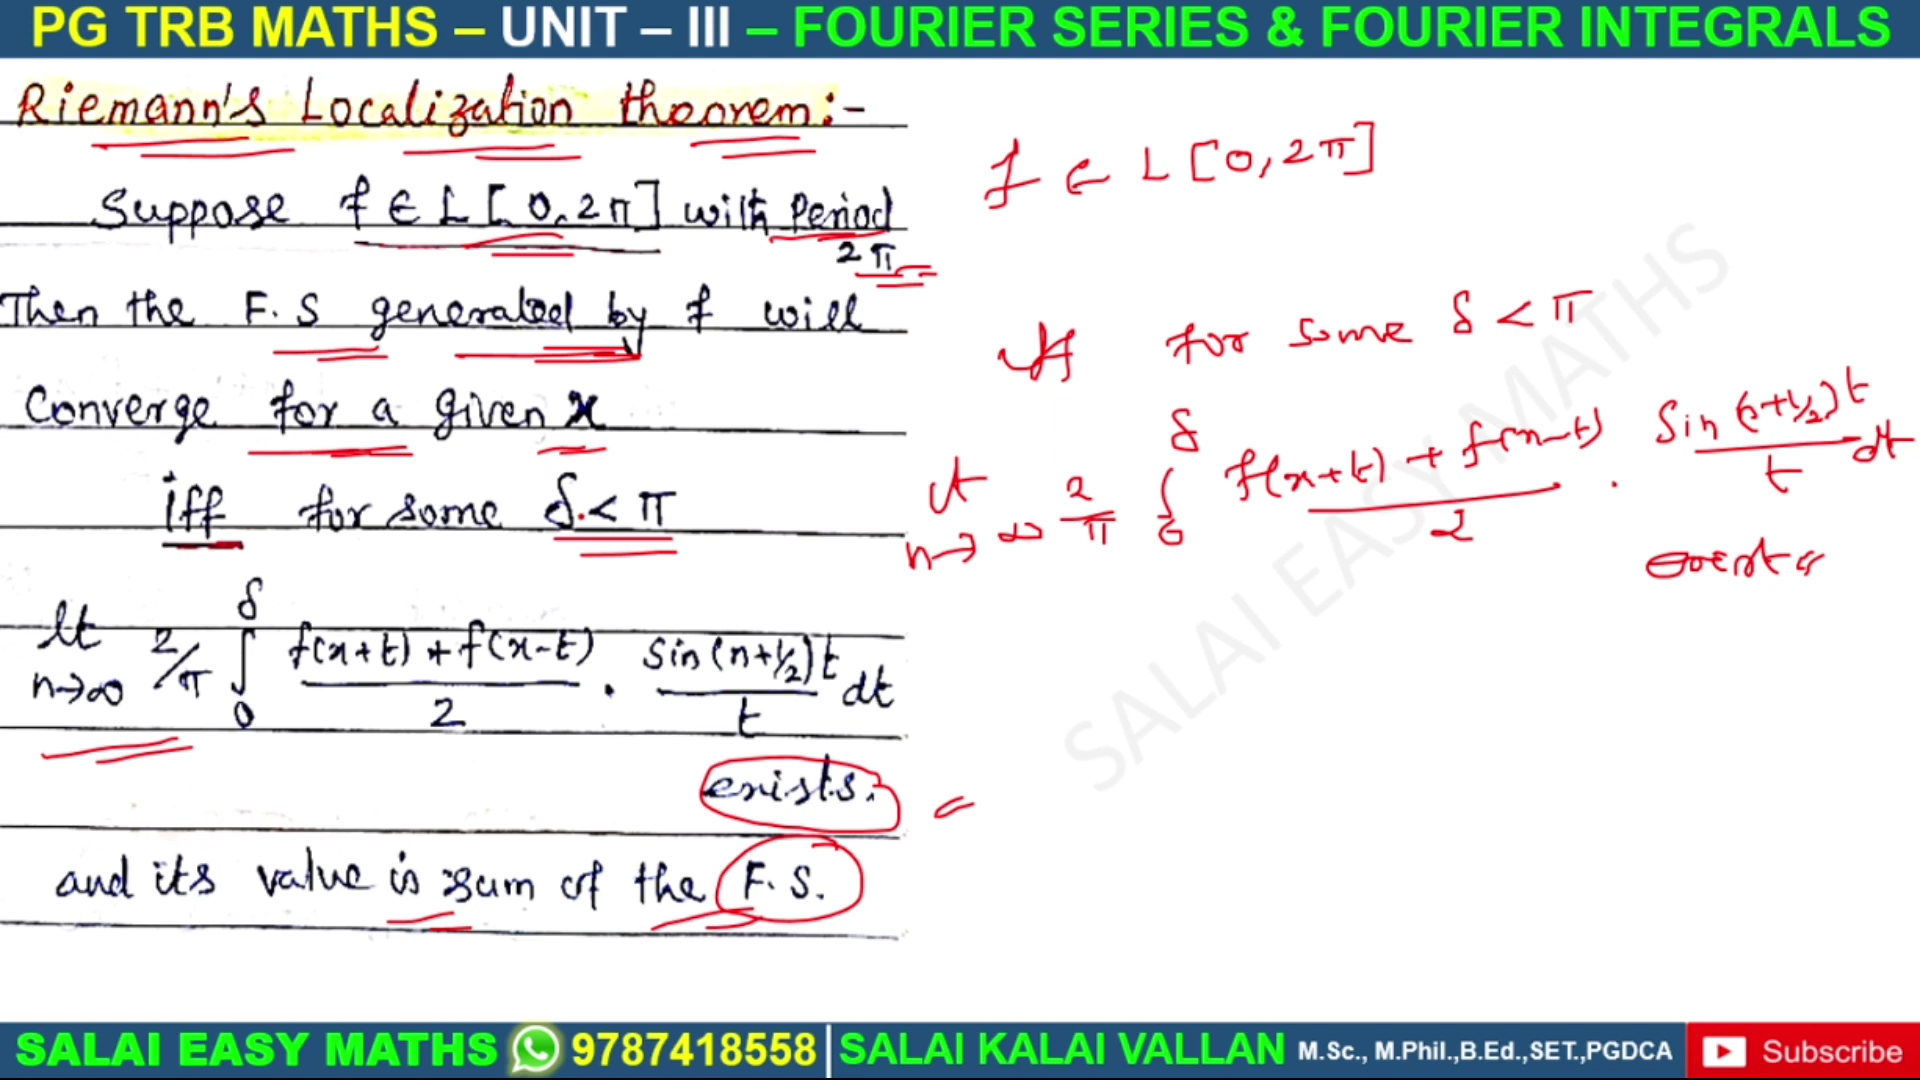 PG TRB MATHS – UNIT – III – FOURIER SERIES & FOURIER INTEGRALS
Riemann's Localization theorem:-
Suppose f ∈ L [0, 2π] with Period
2π
Then the F.S generated by f will
Converge for a given x
iff for some δ < π
lt n→∞ 2/π ∫₀^δ f(x+t) + f(x-t) / 2 . Sin(n+1/2)t / t dt
exists.
and its value is sum of the F.S.
f ∈ L [0, 2π]
If for some δ < π
lt n→∞ 2/π ∫₀^δ f(x+t) + f(x-t) / 2 . Sin(n+1/2)t / t dt
exists
=
SALAI EASY MATHS
SALAI EASY MATHS 9787418558 SALAI KALAI VALLAN M.Sc., M.Phil.,B.Ed.,SET.,PGDCA Subscribe